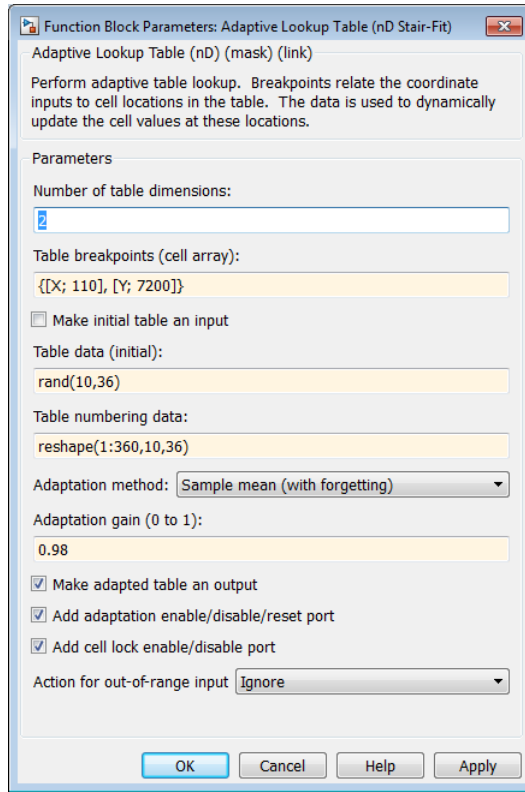 Function Block Parameters: Adaptive Lookup Table (nD Stair-Fit)
Adaptive Lookup Table (nD) (mask) (link)
Perform adaptive table lookup. Breakpoints relate the coordinate
inputs to cell locations in the table. The data is used to dynamically
update the cell values at these locations.
Parameters
Number of table dimensions:
2
Table breakpoints (cell array):
{[X; 110], [Y; 7200]}
Make initial table an input
Table data (initial):
rand(10,36)
Table numbering data:
reshape(1:360,10,36)
Adaptation method: Sample mean (with forgetting)
Adaptation gain (0 to 1):
0.98
Make adapted table an output
Add adaptation enable/disable/reset port
Add cell lock enable/disable port
Action for out-of-range input Ignore
OK Cancel Help Apply